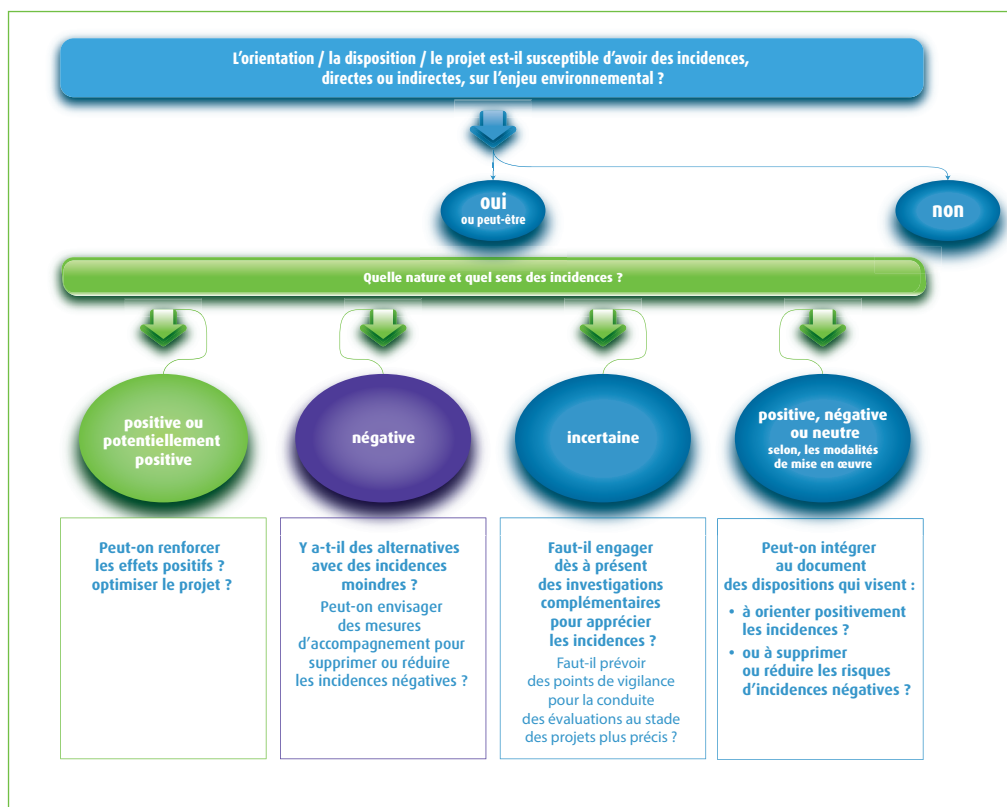 L'orientation / la disposition / le projet est-il susceptible d'avoir des incidences,
directes ou indirectes, sur l'enjeu environnemental ?
oui
ou peut-être
non
Quelle nature et quel sens des incidences ?
positive ou
potentiellement
positive
négative
incertaine
positive, négative
ou neutre
selon, les modalités
de mise en œuvre
Peut-on renforcer
les effets positifs ?
optimiser le projet ?
Y a-t-il des alternatives
avec des incidences
moindres ?
Peut-on envisager
des mesures
d'accompagnement pour
supprimer ou réduire
les incidences négatives ?
Faut-il engager
dès à présent
des investigations
complémentaires
pour apprécier
les incidences ?
Faut-il prévoir
des points de vigilance
pour la conduite
des évaluations au stade
des projets plus précis ?
Peut-on intégrer
au document
des dispositions qui visent :
• à orienter positivement
les incidences ?
• ou à supprimer
ou réduire les risques
d'incidences négatives ?